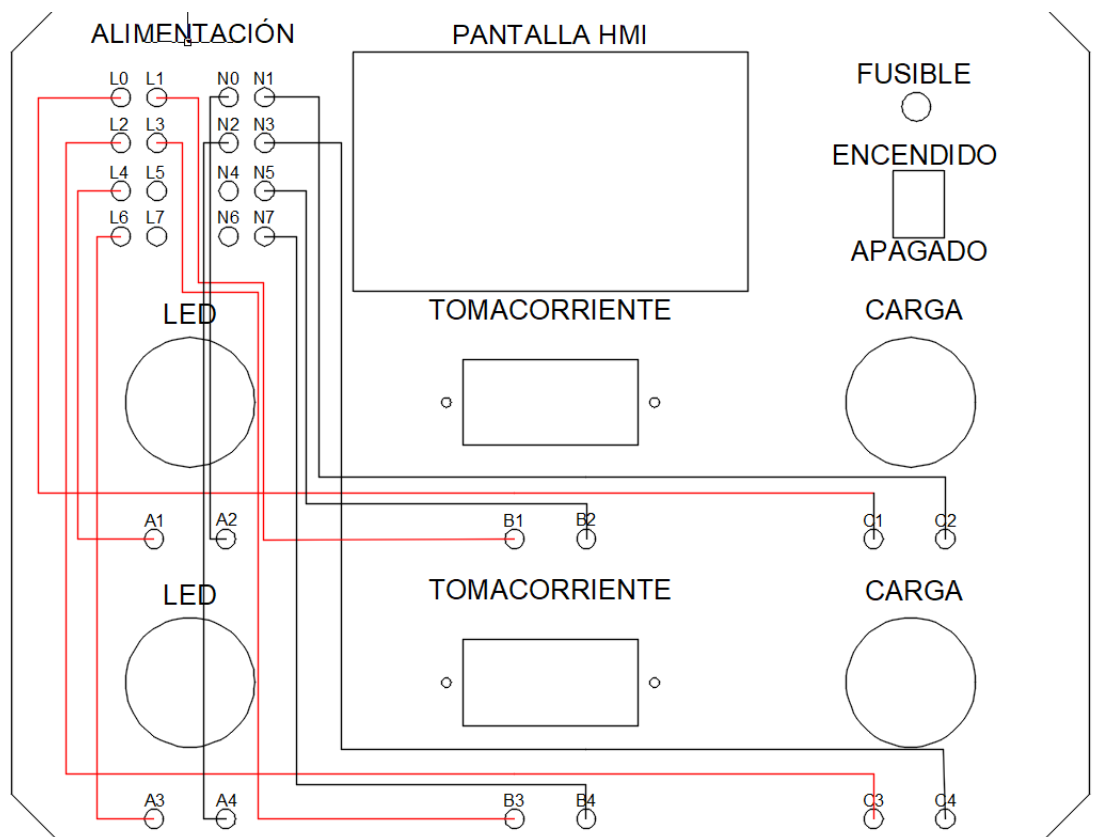 ALIMENTACIÓN
PANTALLA HMI
L0 L1 N0 N1
FUSIBLE
L2 L3 N2 N3
ENCENDIDO
L4 L5 N4 N5
L6 L7 N6 N7
APAGADO
LED
TOMACORRIENTE
CARGA
A1 A2 B1 B2 C1 C2
LED
TOMACORRIENTE
CARGA
A3 A4 B3 B4 C3 C4